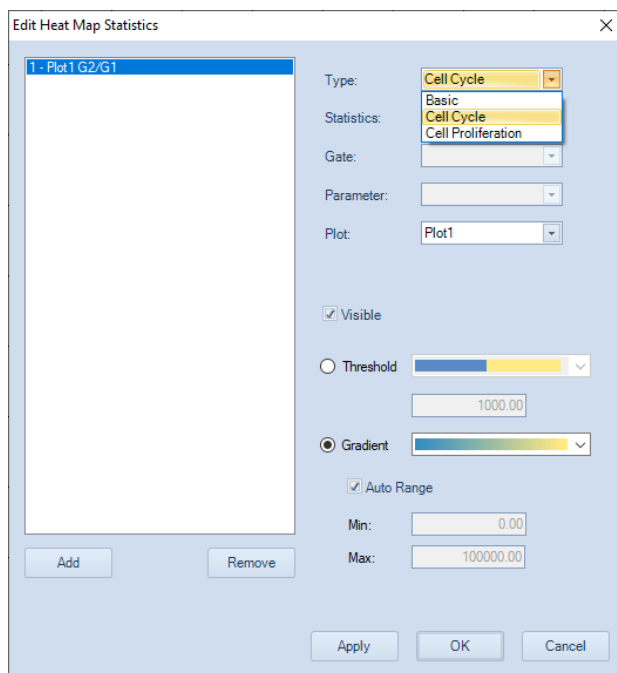 Edit Heat Map Statistics
1 - Plot1 G2/G1
Type: Cell Cycle
Basic
Cell Cycle
Cell Proliferation
Statistics:
Gate:
Parameter:
Plot: Plot1
Visible
Threshold
1000.00
Gradient
Auto Range
Min: 0.00
Max: 100000.00
Add Remove
Apply OK Cancel